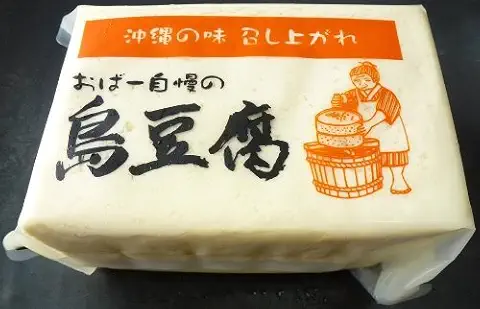 沖縄の味 召し上がれ
おばー自慢の
島豆腐